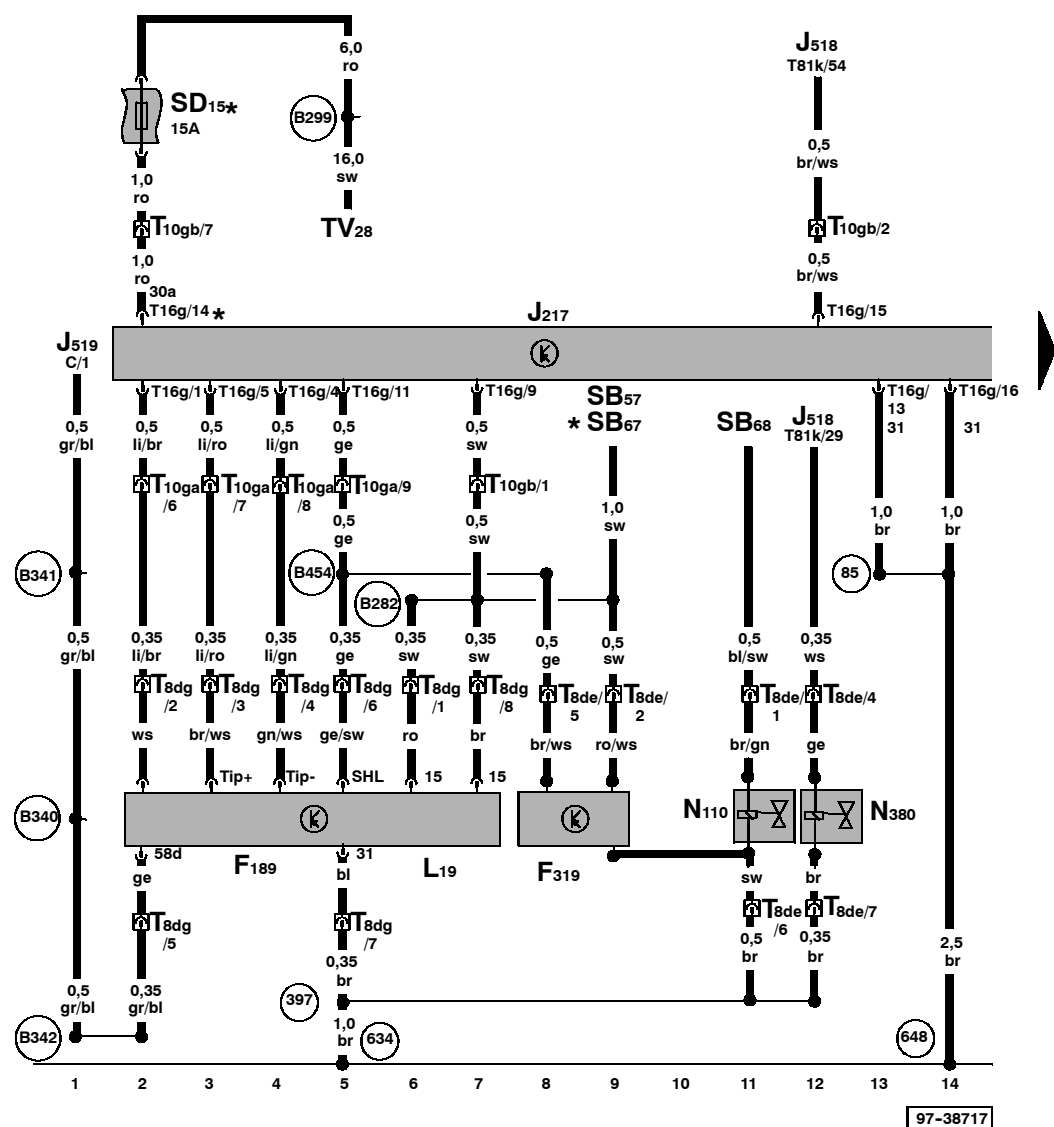 6,0
ro
J518
T81k/54
SD15*
15A
B299
16,0
sw
0,5
br/ws
1,0
ro
TV28
T10gb/7
T10gb/2
1,0
ro
0,5
br/ws
30a
T16g/14 *
J217
T16g/15
J519
C/1
T16g/1
T16g/5
T16g/4
T16g/11
T16g/9
SB57
* SB67
SB68
J518
T81k/29
T16g/
13
31
T16g/16
31
0,5
gr/bl
0,5
li/br
0,5
li/ro
0,5
li/gn
0,5
ge
0,5
sw
T10ga
/6
T10ga
/7
T10ga
/8
T10ga/9
T10gb/1
0,5
ge
0,5
sw
1,0
sw
1,0
br
1,0
br
B341
B454
B282
85
0,5
gr/bl
0,35
li/br
0,35
li/ro
0,35
li/gn
0,35
ge
0,35
sw
0,35
sw
0,5
ge
0,5
sw
0,5
bl/sw
0,35
ws
T8dg
/2
T8dg
/3
T8dg
/4
T8dg
/6
T8dg
/1
T8dg
/8
T8de/
5
T8de/
2
T8de/
1
T8de/4
ws
br/ws
gn/ws
ge/sw
ro
br
br/ws
ro/ws
br/gn
ge
Tip+
Tip-
SHL
15
15
B340
N110
N380
58d
F189
31
L19
F319
ge
bl
sw
br
T8dg
/5
T8dg
/7
T8de
/6
T8de/7
0,35
br
0,5
br
0,35
br
2,5
br
0,5
gr/bl
0,35
gr/bl
397
1,0
br
B342
634
648
1 2 3 4 5 6 7 8 9 10 11 12 13 14
97-38717